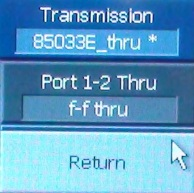 Transmission
85033E_thru *
Port 1-2 Thru
f-f thru
Return